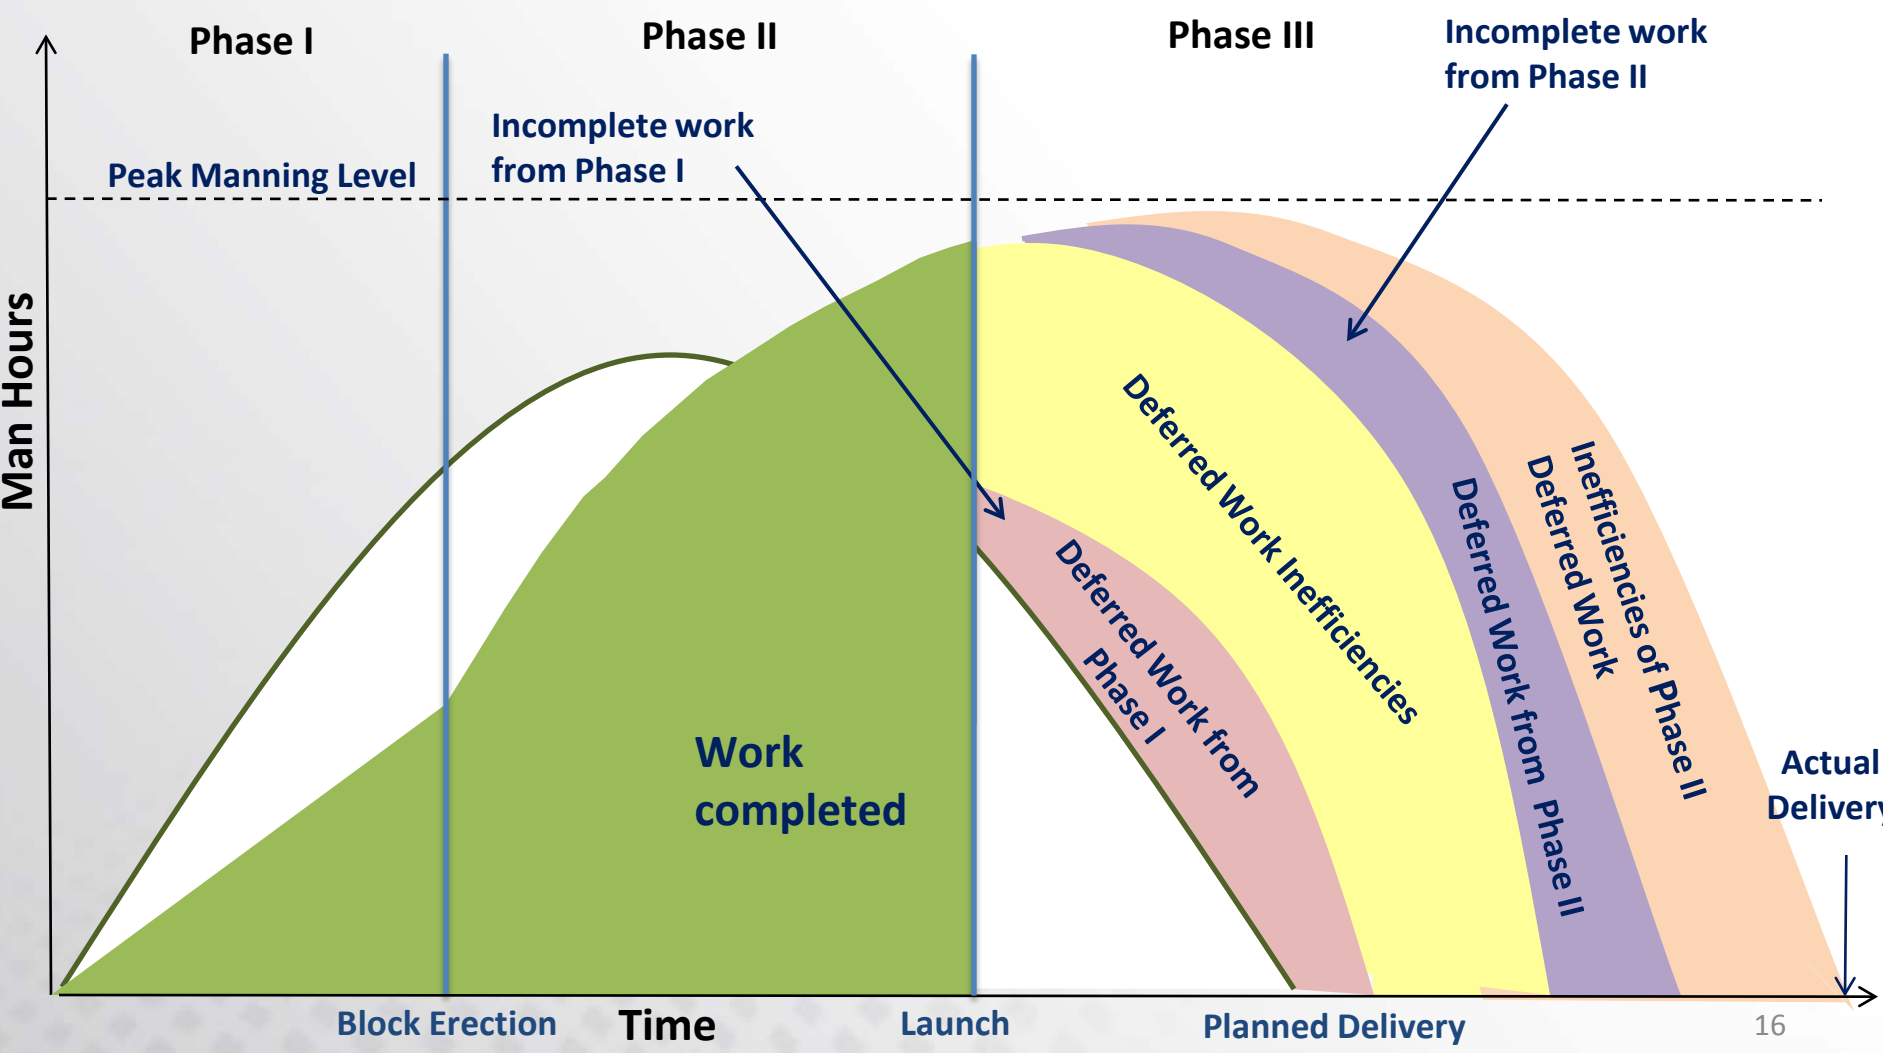 Phase I
Phase II
Phase III
Incomplete work
from Phase II
Incomplete work
from Phase I
Peak Manning Level
Man Hours
Deferred Work Inefficiencies
Deferred Work from
Phase I
Deferred Work from Phase II
Inefficiencies of Phase II
Deferred Work
Work
completed
Actual
Delivery
Block Erection
Time
Launch
Planned Delivery
16